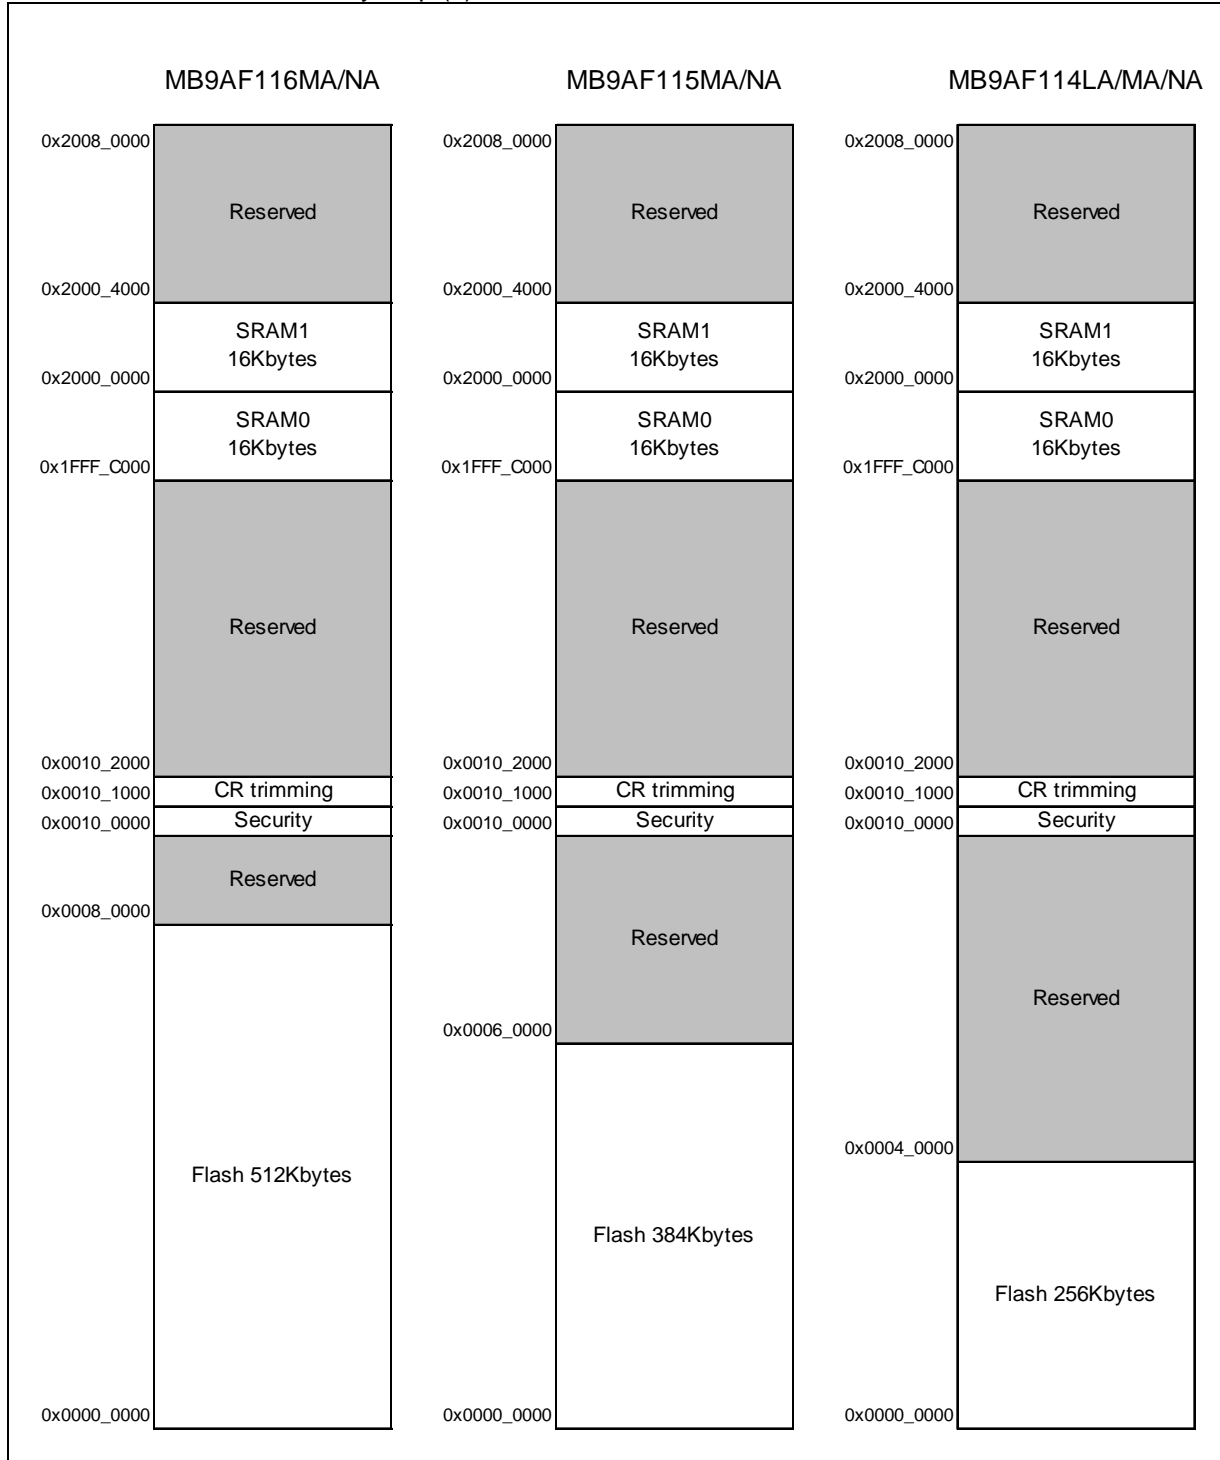 MB9AF116MA/NA MB9AF115MA/NA MB9AF114LA/MA/NA
0x2008_0000 0x2008_0000 0x2008_0000
Reserved Reserved Reserved
0x2000_4000 0x2000_4000 0x2000_4000
SRAM1 SRAM1 SRAM1
16Kbytes 16Kbytes 16Kbytes
0x2000_0000 0x2000_0000 0x2000_0000
SRAM0 SRAM0 SRAM0
16Kbytes 16Kbytes 16Kbytes
0x1FFF_C000 0x1FFF_C000 0x1FFF_C000
Reserved Reserved Reserved
0x0010_2000 0x0010_2000 0x0010_2000
0x0010_1000 CR trimming 0x0010_1000 CR trimming 0x0010_1000 CR trimming
0x0010_0000 Security 0x0010_0000 Security 0x0010_0000 Security
Reserved
0x0008_0000
Reserved
Reserved
0x0006_0000
0x0004_0000
Flash 512Kbytes
Flash 384Kbytes
Flash 256Kbytes
0x0000_0000 0x0000_0000 0x0000_0000